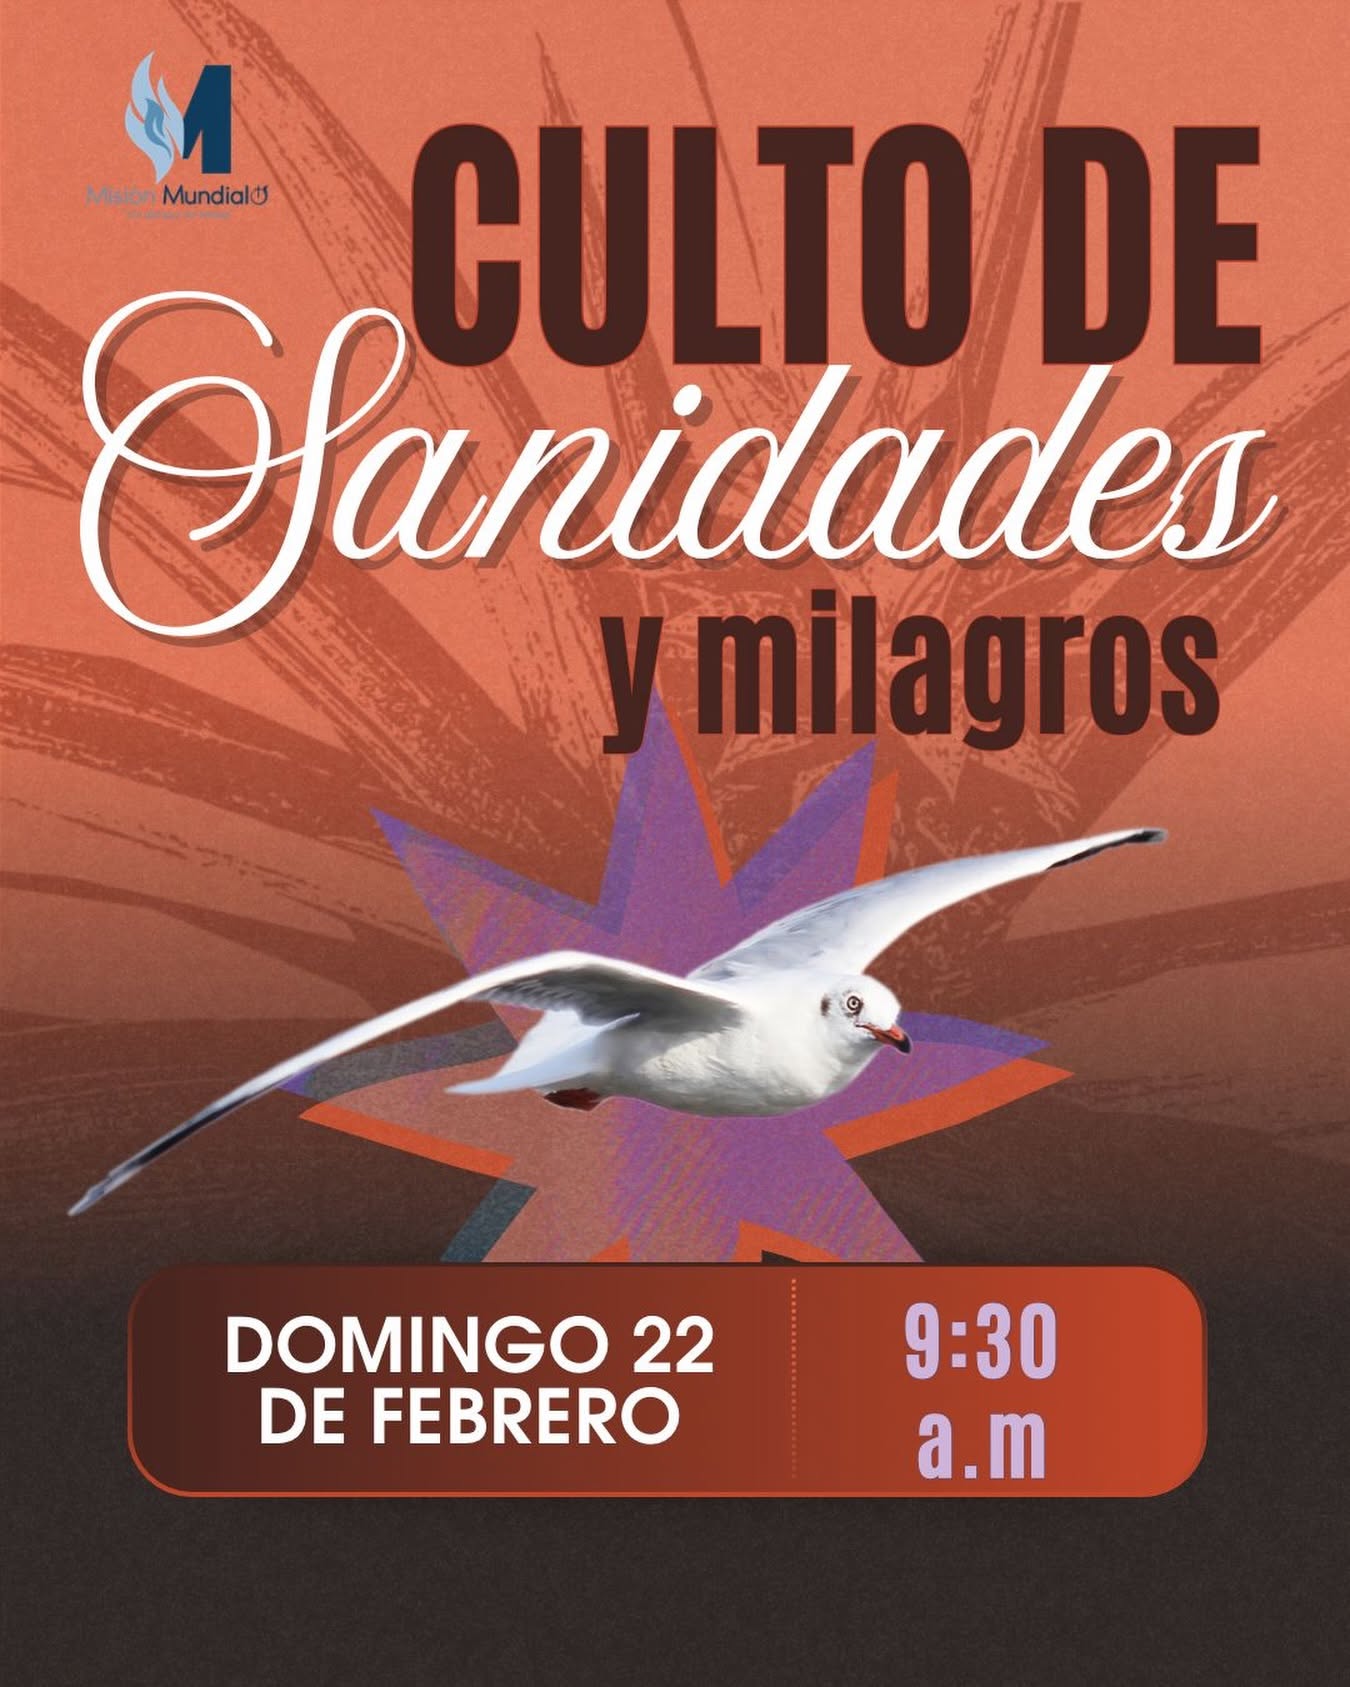 Misión Mundial
CULTO DE
Sanidades
y milagros
DOMINGO 22
DE FEBRERO
9:30
a.m